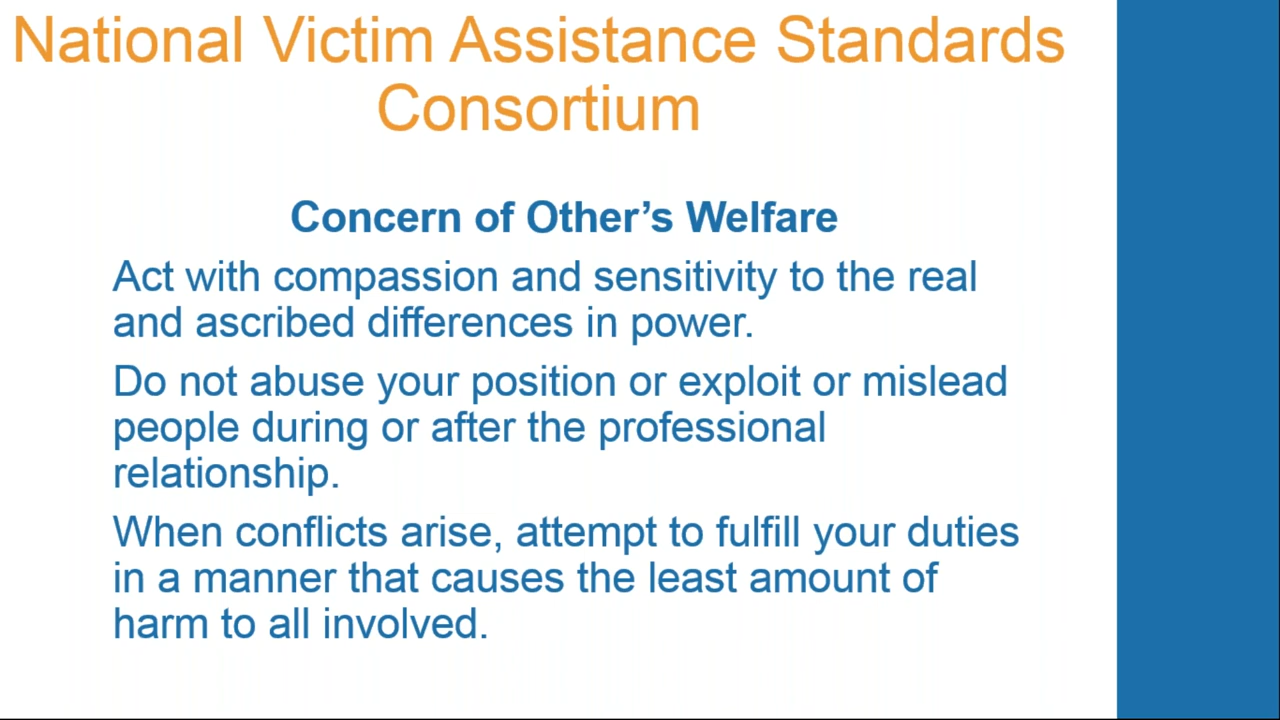 National Victim Assistance Standards
Consortium
Concern of Other’s Welfare
Act with compassion and sensitivity to the real
and ascribed differences in power.
Do not abuse your position or exploit or mislead
people during or after the professional
relationship.
When conflicts arise, attempt to fulfill your duties
in a manner that causes the least amount of
harm to all involved.